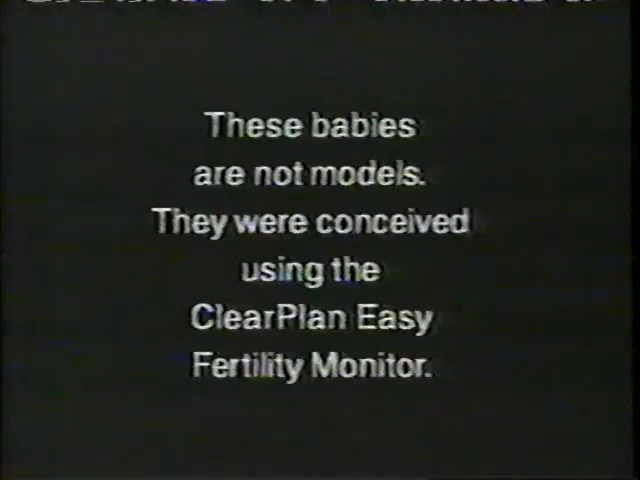 These babies
are not models.
They were conceived
using the
ClearPlan Easy
Fertility Monitor.